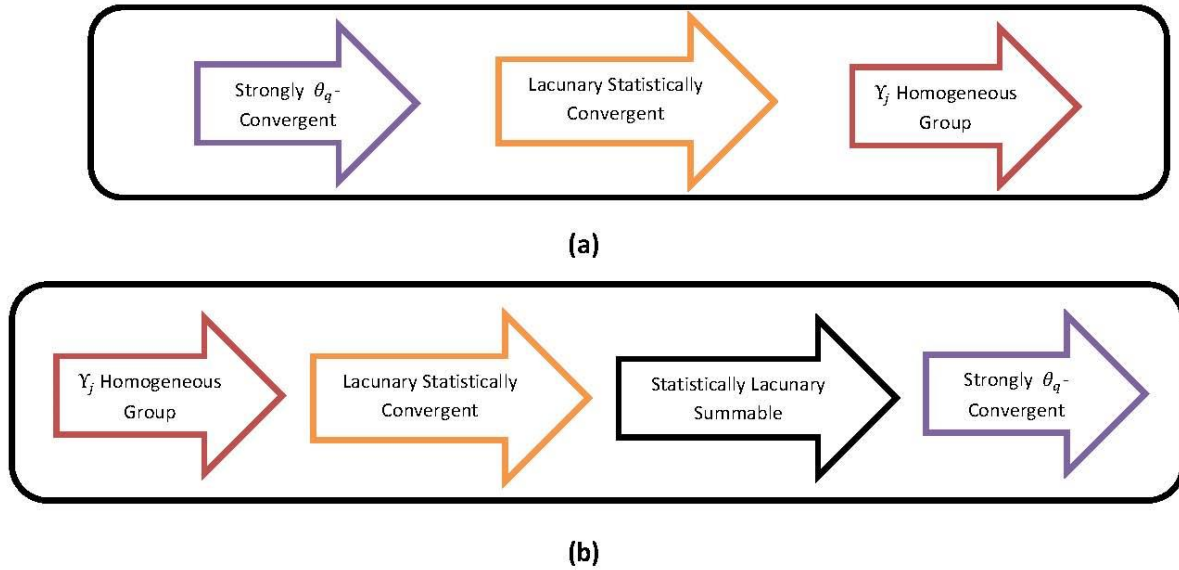 Strongly θ_q-
Convergent
Lacunary Statistically
Convergent
ϒ_j Homogeneous
Group
(a)
ϒ_j Homogeneous
Group
Lacunary Statistically
Convergent
Statistically Lacunary
Summable
Strongly θ_q-
Convergent
(b)